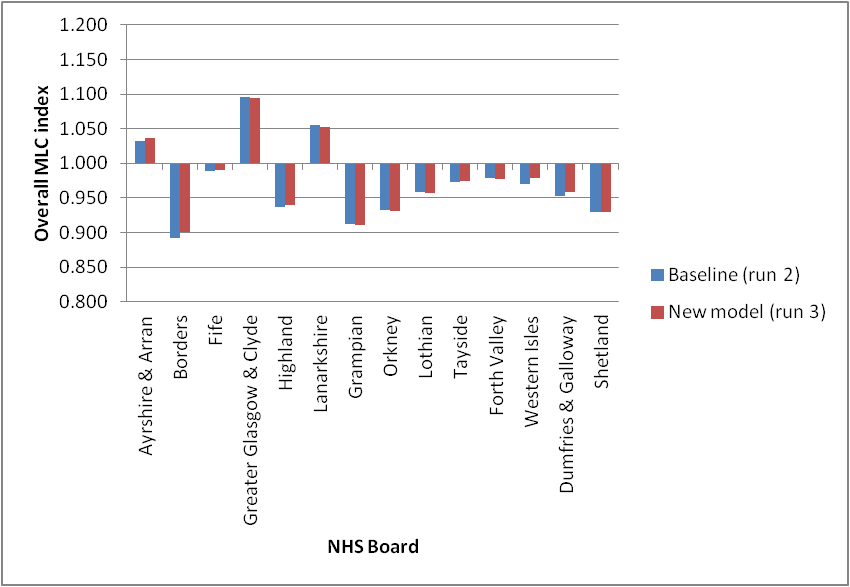 1.200
1.150
1.100
1.050
1.000
0.950
0.900
0.850
0.800
Overall MLC index
Ayrshire & Arran
Borders
Fife
Greater Glasgow & Clyde
Highland
Lanarkshire
Grampian
Orkney
Lothian
Tayside
Forth Valley
Western Isles
Dumfries & Galloway
Shetland
NHS Board
Baseline (run 2)
New model (run 3)